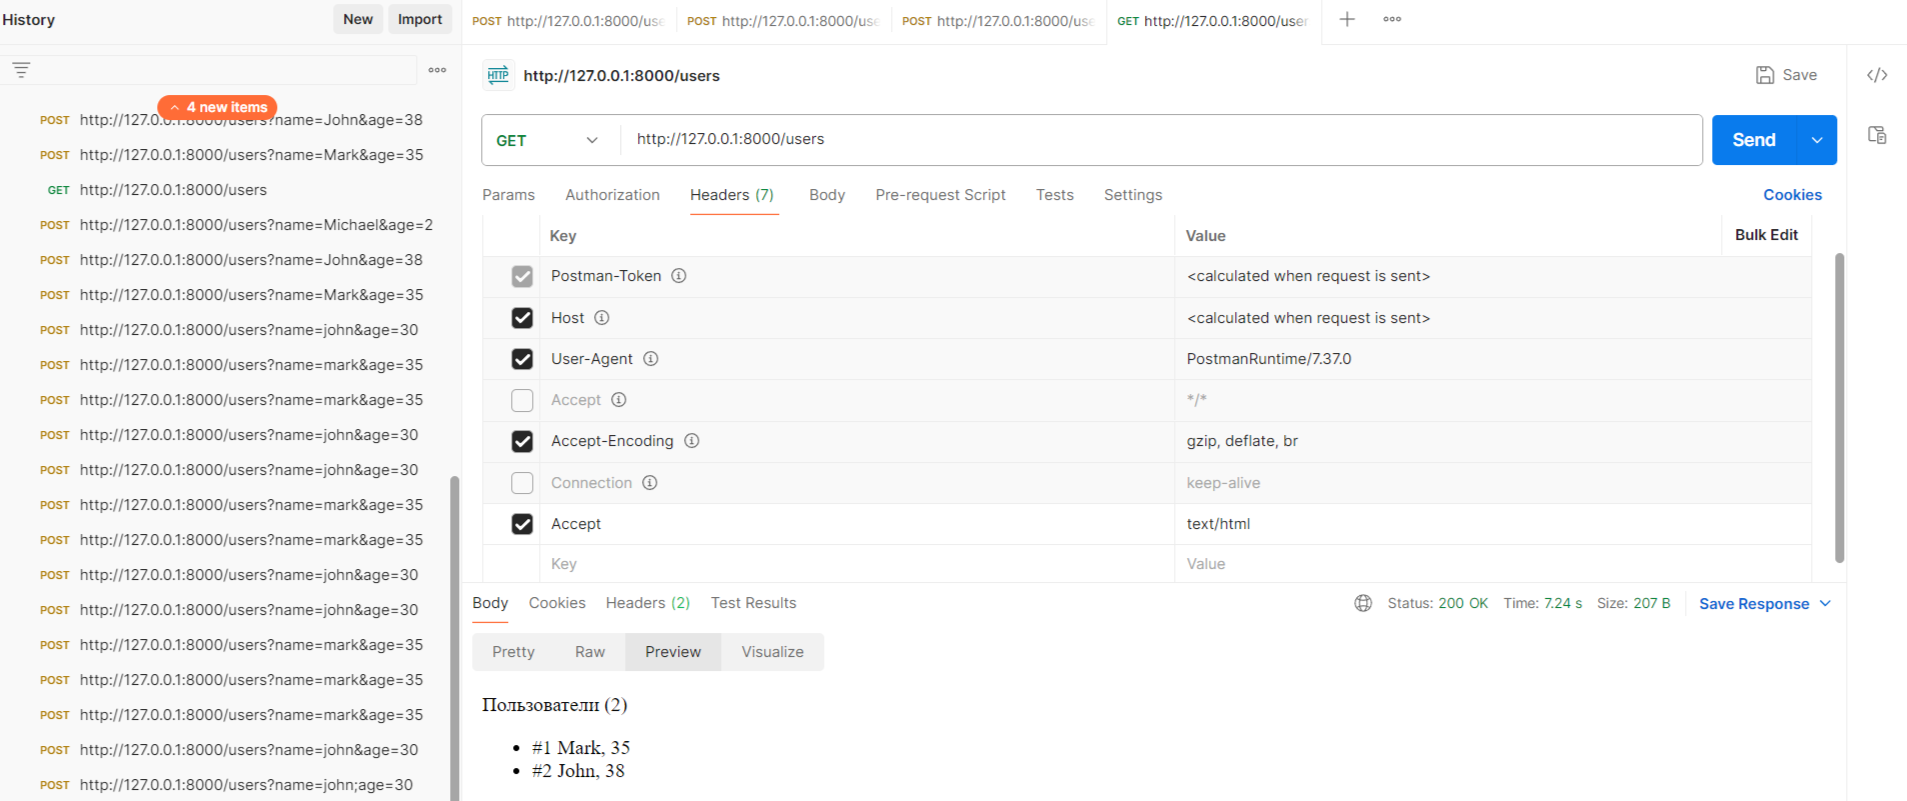 History
New
Import
POST http://127.0.0.1:8000/use
POST http://127.0.0.1:8000/use
POST http://127.0.0.1:8000/use
GET http://127.0.0.1:8000/user
4 new items
POST http://127.0.0.1:8000/users?name=John&age=38
POST http://127.0.0.1:8000/users?name=Mark&age=35
GET http://127.0.0.1:8000/users
POST http://127.0.0.1:8000/users?name=Michael&age=2
POST http://127.0.0.1:8000/users?name=John&age=38
POST http://127.0.0.1:8000/users?name=Mark&age=35
POST http://127.0.0.1:8000/users?name=john&age=30
POST http://127.0.0.1:8000/users?name=mark&age=35
POST http://127.0.0.1:8000/users?name=mark&age=35
POST http://127.0.0.1:8000/users?name=john&age=30
POST http://127.0.0.1:8000/users?name=john&age=30
POST http://127.0.0.1:8000/users?name=mark&age=35
POST http://127.0.0.1:8000/users?name=mark&age=35
POST http://127.0.0.1:8000/users?name=john&age=30
POST http://127.0.0.1:8000/users?name=john&age=30
POST http://127.0.0.1:8000/users?name=mark&age=35
POST http://127.0.0.1:8000/users?name=mark&age=35
POST http://127.0.0.1:8000/users?name=mark&age=35
POST http://127.0.0.1:8000/users?name=john&age=30
POST http://127.0.0.1:8000/users?name=john;age=30
HTTP http://127.0.0.1:8000/users
Save
GET http://127.0.0.1:8000/users
Send
Params Authorization Headers (7) Body Pre-request Script Tests Settings
Cookies
Key Value Bulk Edit
Postman-Token <calculated when request is sent>
Host <calculated when request is sent>
User-Agent PostmanRuntime/7.37.0
Accept */*
Accept-Encoding gzip, deflate, br
Connection keep-alive
Accept text/html
Key Value
Body Cookies Headers (2) Test Results
Status: 200 OK Time: 7.24 s Size: 207 B
Save Response
Pretty Raw Preview Visualize
Пользователи (2)
• #1 Mark, 35
• #2 John, 38